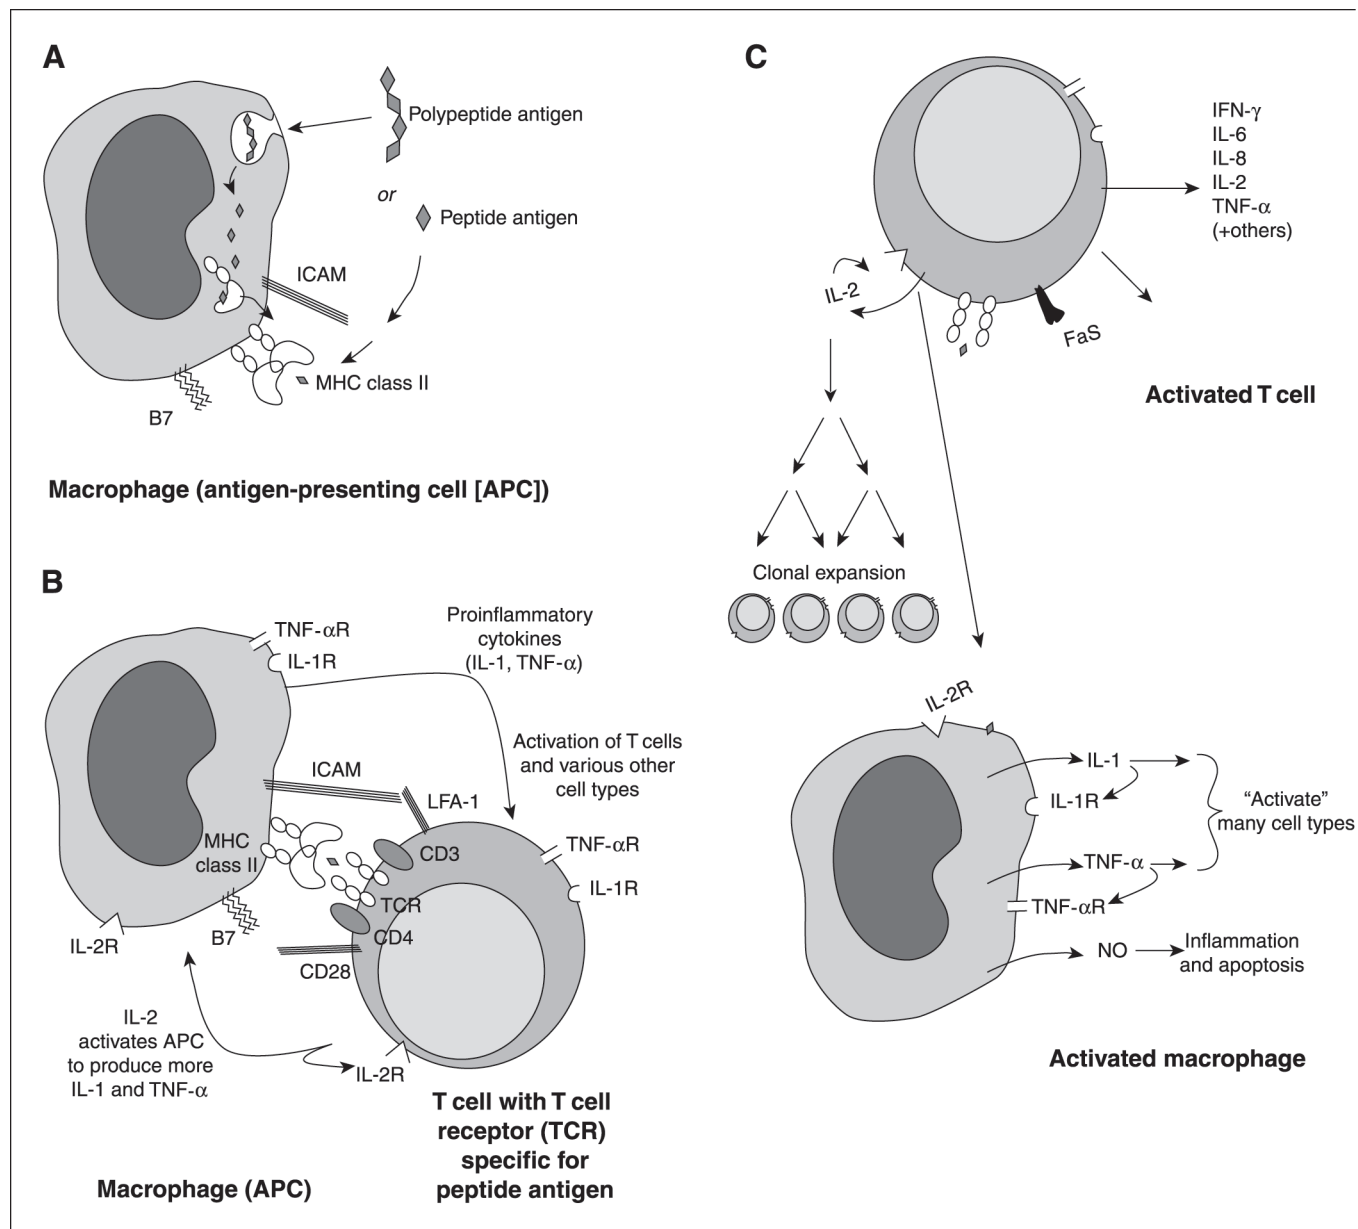 A
Polypeptide antigen
or
Peptide antigen
ICAM
MHC class II
B7
Macrophage (antigen-presenting cell [APC])
B
TNF-αR
IL-1R
Proinflammatory
cytokines
(IL-1, TNF-α)
Activation of T cells
and various other
cell types
ICAM
LFA-1
MHC
class II
CD3
TNF-αR
IL-1R
TCR
CD4
B7
IL-2R
CD28
IL-2
activates APC
to produce more
IL-1 and TNF-α
IL-2R
T cell with T cell
receptor (TCR)
specific for
peptide antigen
Macrophage (APC)
C
IFN-γ
IL-6
IL-8
IL-2
TNF-α
(+others)
IL-2
FaS
Activated T cell
Clonal expansion
IL-2R
IL-1
IL-1R
"Activate"
many cell types
TNF-α
TNF-αR
NO
Inflammation
and apoptosis
Activated macrophage